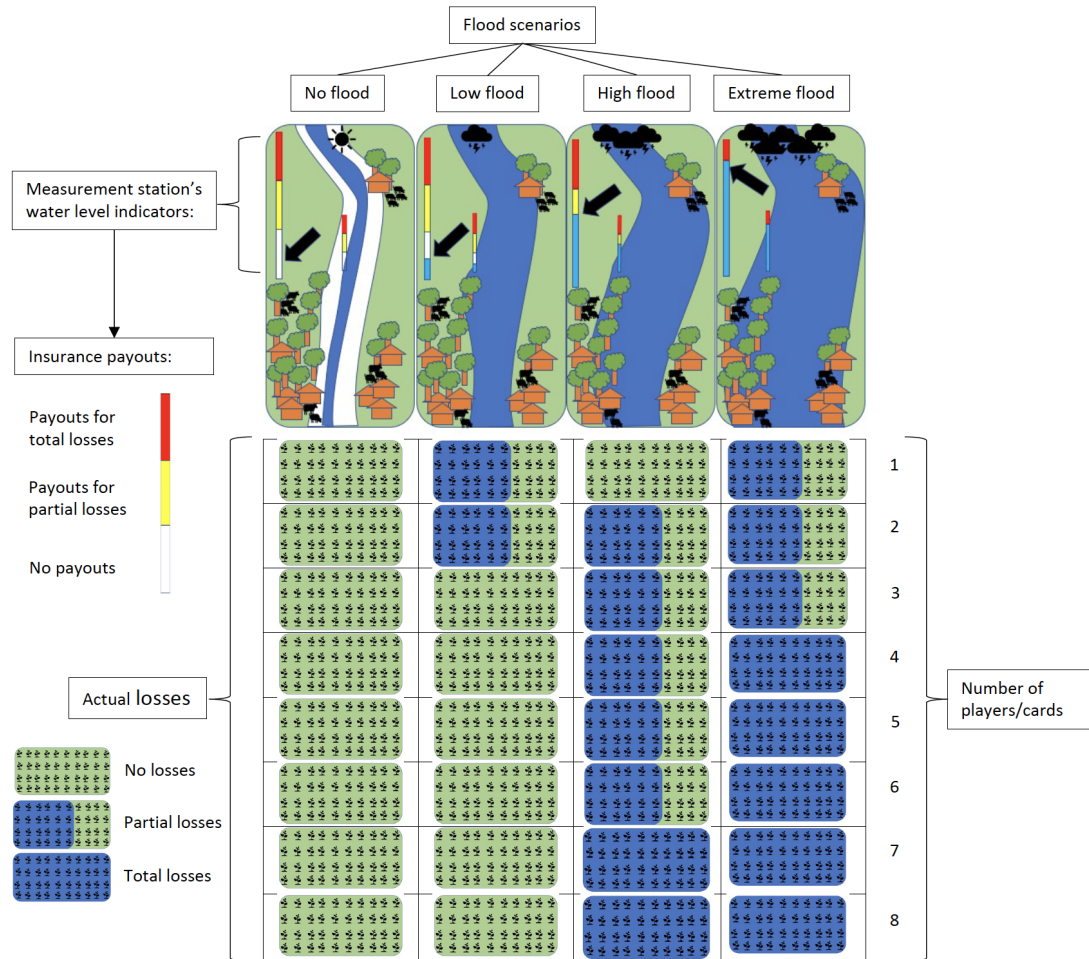 Flood scenarios
No flood
Low flood
High flood
Extreme flood
Measurement station's
water level indicators:
Insurance payouts:
Payouts for
total losses
Payouts for
partial losses
No payouts
Actual losses
No losses
Partial losses
Total losses
1
2
3
4
5
6
7
8
Number of
players/cards